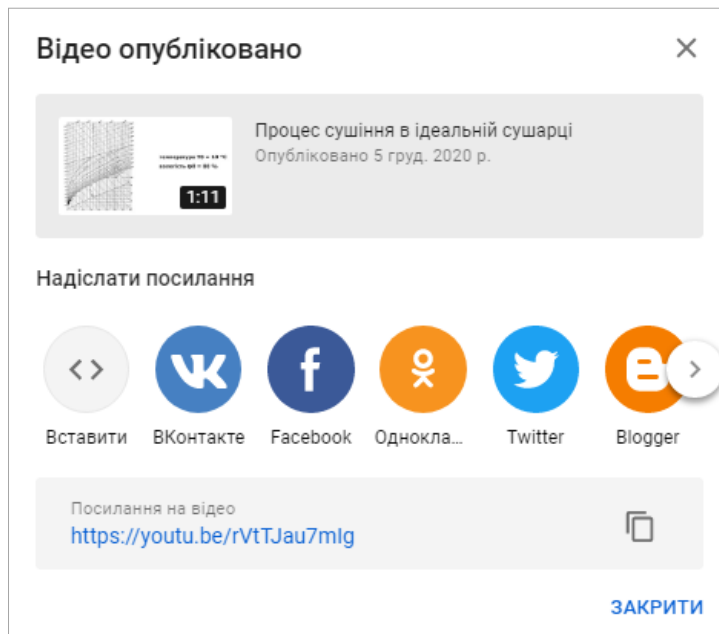 Відео опубліковано
Процес сушіння в ідеальній сушарці
Опубліковано 5 груд. 2020 р.
1:11
Надіслати посилання
Вставити
ВКонтакте
Facebook
Однокла...
Twitter
Blogger
Посилання на відео
https://youtu.be/rVtTJau7mIg
ЗАКРИТИ